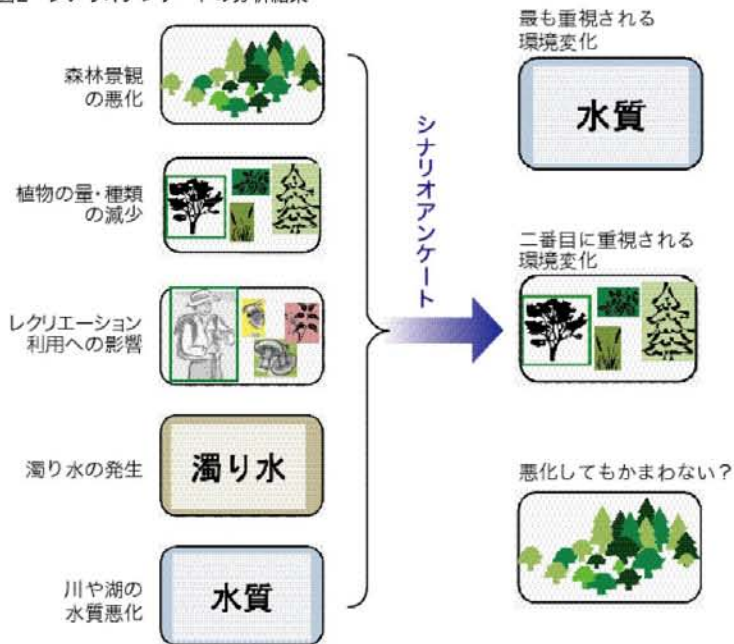 森林景観
の悪化
植物の量・種類
の減少
レクリエーション
利用への影響
濁り水の発生
濁り水
川や湖の
水質悪化
水質
シナリオアンケート
最も重視される
環境変化
水質
二番目に重視される
環境変化
悪化してもかまわない？